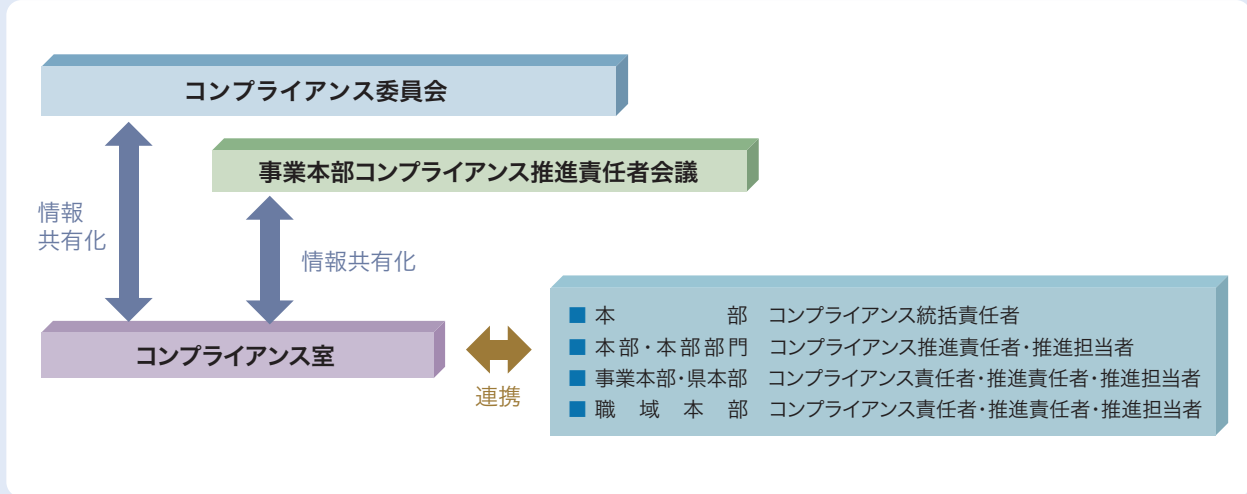 コンプライアンス委員会
事業本部コンプライアンス推進責任者会議
情報
共有化
情報共有化
コンプライアンス室
連携
■ 本　　　部　コンプライアンス統括責任者
■ 本部・本部部門　コンプライアンス推進責任者・推進担当者
■ 事業本部・県本部　コンプライアンス責任者・推進責任者・推進担当者
■ 職　域　本　部　コンプライアンス責任者・推進責任者・推進担当者